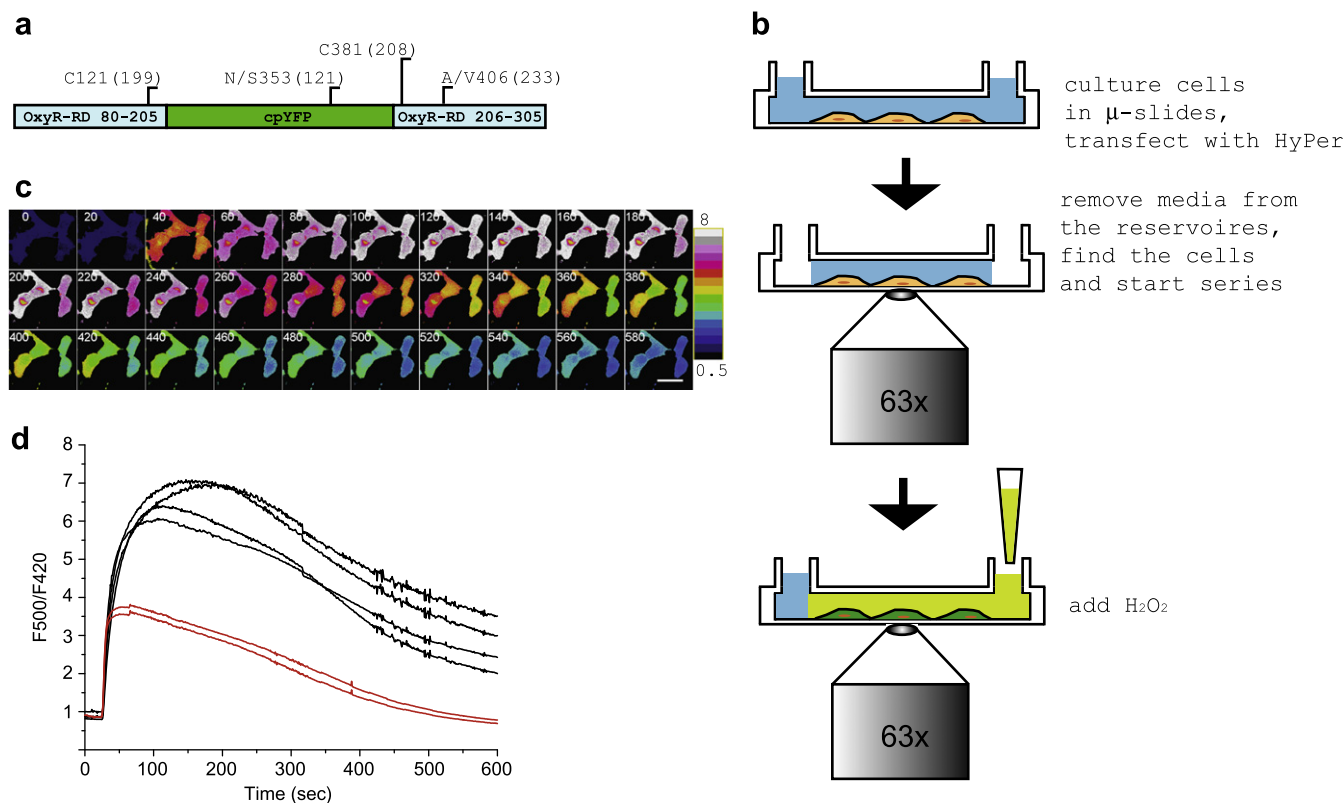 a
C381(208)
C121(199)
N/S353(121)
A/V406(233)
OxyR-RD 80-205
cpYFP
OxyR-RD 206-305
b
culture cells
in μ-slides,
transfect with HyPer
remove media from
the reservoires,
find the cells
and start series
63x
add H₂O₂
63x
c
0 20 40 60 80 100 120 140 160 180
200 220 240 260 280 300 320 340 360 380
400 420 440 460 480 500 520 540 560 580
8
0.5
d
8
7
6
5
4
3
2
1
F500/F420
0 100 200 300 400 500 600
Time (sec)